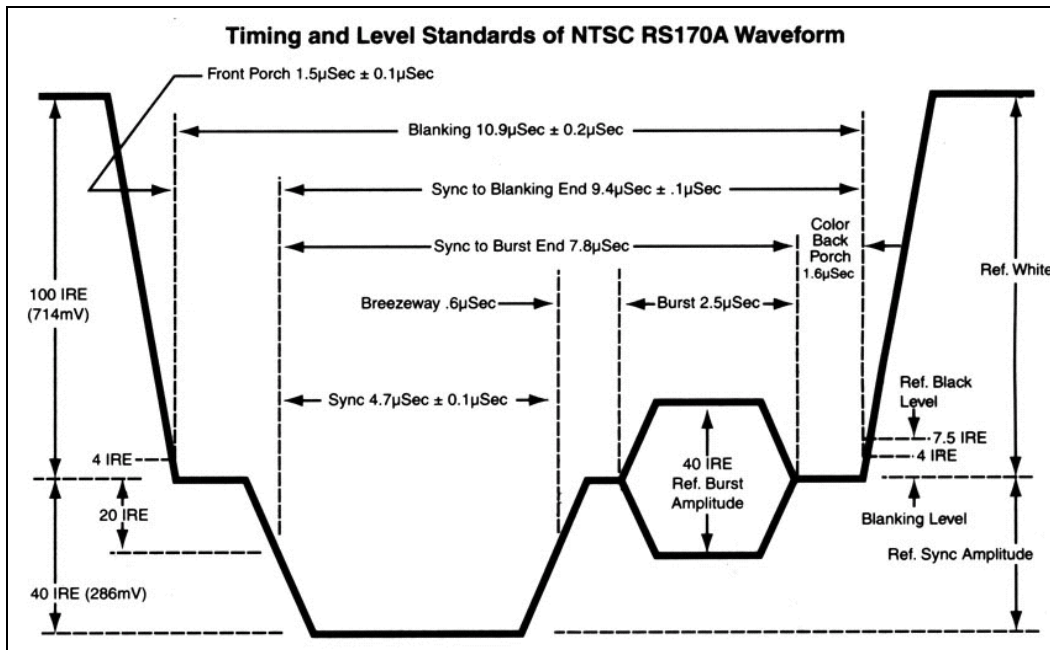 Timing and Level Standards of NTSC RS170A Waveform
Front Porch 1.5µSec ± 0.1µSec
Blanking 10.9µSec ± 0.2µSec
Sync to Blanking End 9.4µSec ± .1µSec
Color
Back
Porch
1.6µSec
Sync to Burst End 7.8µSec
Ref. White
100 IRE
(714mV)
Breezeway .6µSec
Burst 2.5µSec
Ref. Black
Level
Sync 4.7µSec ± 0.1µSec
7.5 IRE
4 IRE
4 IRE
40 IRE
Ref. Burst
Amplitude
20 IRE
Blanking Level
Ref. Sync Amplitude
40 IRE (286mV)